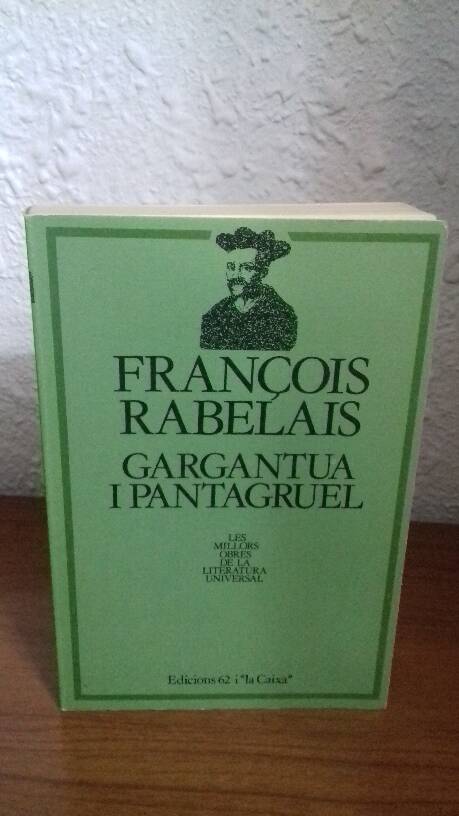 FRANÇOIS
RABELAIS
GARGANTUA
I PANTAGRUEL
LES
MILLORS
OBRES
DE LA
LITERATURA
UNIVERSAL
Edicions 62 i "la Caixa"